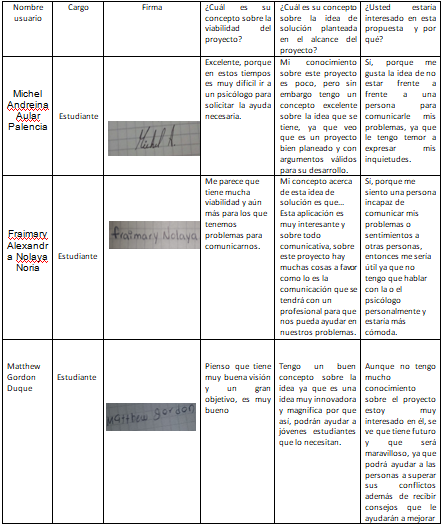 Nombre usuario
Cargo
Firma
¿Cuál es su concepto sobre la viabilidad del proyecto?
¿Cuál es su concepto sobre la idea de solución planteada en el alcance del proyecto?
¿Usted estaría interesado en esta propuesta y por qué?
Michel
Andreina
Aular
Palencia
Estudiante
Michel A.
Excelente, porque
en estos tiempos
es muy difícil ir a
un psicólogo para
solicitar la ayuda
necesaria.
Mi conocimiento
sobre este proyecto
es poco, pero sin
embargo tengo un
concepto excelente
sobre la idea que se
tiene, ya que veo
que es un proyecto
bien planeado y con
argumentos válidos
para su desarrollo.
Sí, porque me
gusta la idea de no
estar frente a
frente a una
persona para
comunicarle mis
problemas, ya que
le tengo temor a
expresar mis
inquietudes.
Fraimary
Alexandr
a Nolaya
Noria
Estudiante
Fraimary Nolaya
Me parece que
tiene mucha
viabilidad y aún
más para los que
tenemos
problemas para
comunicarnos.
Mi concepto acerca
de esta idea de
solución es que...
Esta aplicación es
muy interesante y
sobre todo
comunicativa, sobre
este proyecto hay
muchas cosas a favor
como lo es la
comunicación que se
tendrá con un
profesional para que
nos pueda ayudar en
nuestros problemas.
Sí, porque me
siento una persona
incapaz de
comunicar mis
problemas o
sentimientos a
otras personas,
entonces me sería
útil ya que no
tengo que hablar
con la o el
psicólogo
personalmente y
estaría más
cómoda.
Matthew
Gordon
Duque
Estudiante
Matthew Gordon
Pienso que tiene
muy buena visión
y un gran
objetivo, es muy
bueno
Tengo un buen
concepto sobre la
idea ya que es una
idea muy innovadora
y magnifica por que
así, podrán ayudar a
jóvenes estudiantes
que lo necesitan.
Aunque no tengo
mucho
conocimiento
sobre el proyecto
estoy muy
interesado en él, se
ve que tiene futuro
y que será
maravilloso, ya que
podrá ayudar a las
personas a superar
sus conflictos
además de recibir
consejos que le
ayudarán a mejorar